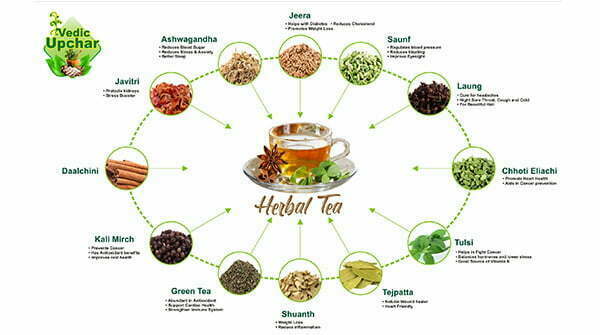 Vedic
Upchar
Jeera
• Helps with Diabetes • Reduces Cholesterol
• Promotes Weight Loss
Ashwagandha
• Reduces Blood Sugar
• Reduces Stress & Anxiety
• Better Sleep
Saunf
• Regulates blood pressure
• Reduces bloating
• Improve Eyesight
Javitri
• Protects kidneys
• Stress Booster
Laung
• Cure for headaches
• Sore Throat, Cough and Cold
• For Beautiful Hair
Daalchini
Chhoti Eliachi
• Promote heart health
• Aids in Cancer prevention
Herbal Tea
Kali Mirch
• Prevents Cancer
• Has Antioxidant benefits
• Improves oral health
Tulsi
• Helps in Fight Cancer
• Balances hormones and lower stress
• Great Source of Vitamin K
Green Tea
• Abundant in Antioxidant
• Support Cardiac Health
• Strengthen Immune System
Shuanth
• Weight Loss
• Reduce inflammation
Tejpatta
• Natural wound healer
• Heart Friendly